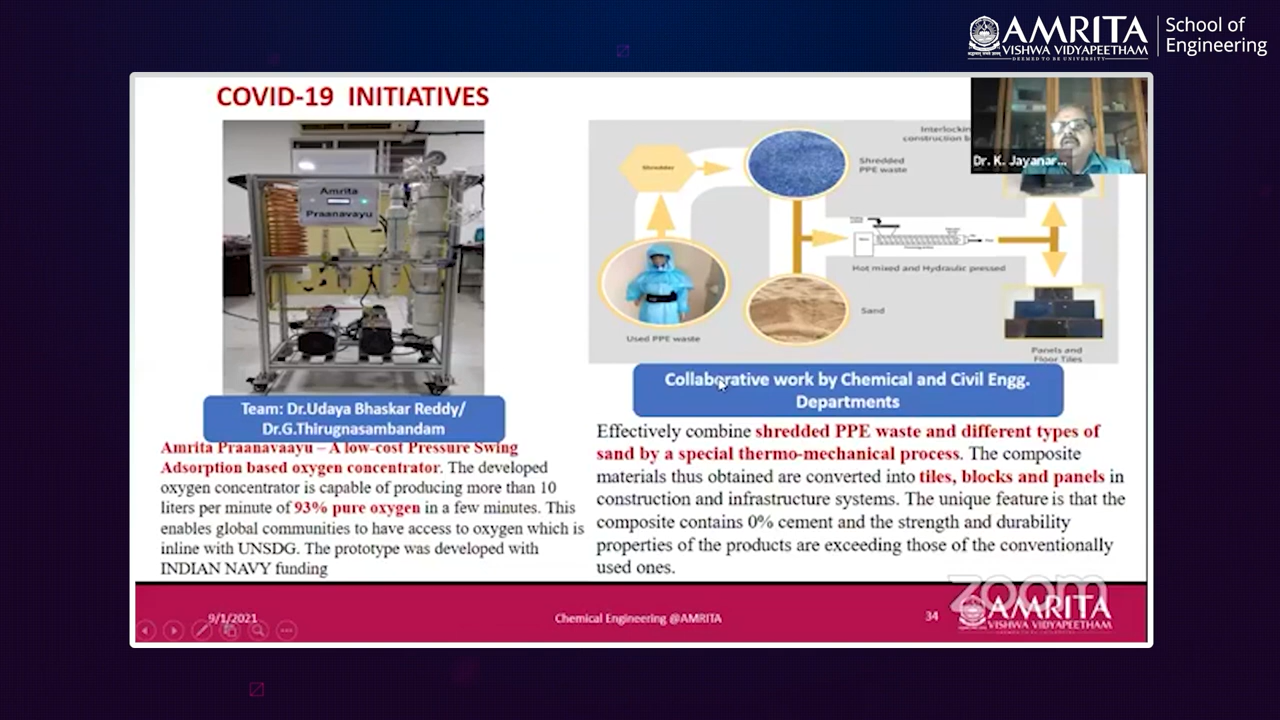 AMRITA
VISHWA VIDYAPEETHAM
DEEMED TO BE UNIVERSITY
School of
Engineering
COVID-19 INITIATIVES
Dr. K. Jayanar...
Amrita
Praanavayu
Team: Dr.Udaya Bhaskar Reddy/
Dr.G.Thirugnasambandam
Amrita Praanavaayu – A low-cost Pressure Swing
Adsorption based oxygen concentrator. The developed
oxygen concentrator is capable of producing more than 10
liters per minute of 93% pure oxygen in a few minutes. This
enables global communities to have access to oxygen which is
inline with UNSDG. The prototype was developed with
INDIAN NAVY funding
Interlockin
construction b
Shredder
Shredded
PPE waste
Hot mixed and Hydraulic pressed
Sand
Used PPE waste
Panels and
Floor Tiles
Collaborative work by Chemical and Civil Engg.
Departments
Effectively combine shredded PPE waste and different types of
sand by a special thermo-mechanical process. The composite
materials thus obtained are converted into tiles, blocks and panels in
construction and infrastructure systems. The unique feature is that the
composite contains 0% cement and the strength and durability
properties of the products are exceeding those of the conventionally
used ones.
zoom
9/1/2021
Chemical Engineering @AMRITA
34
AMRITA
VISHWA VIDYAPEETHAM